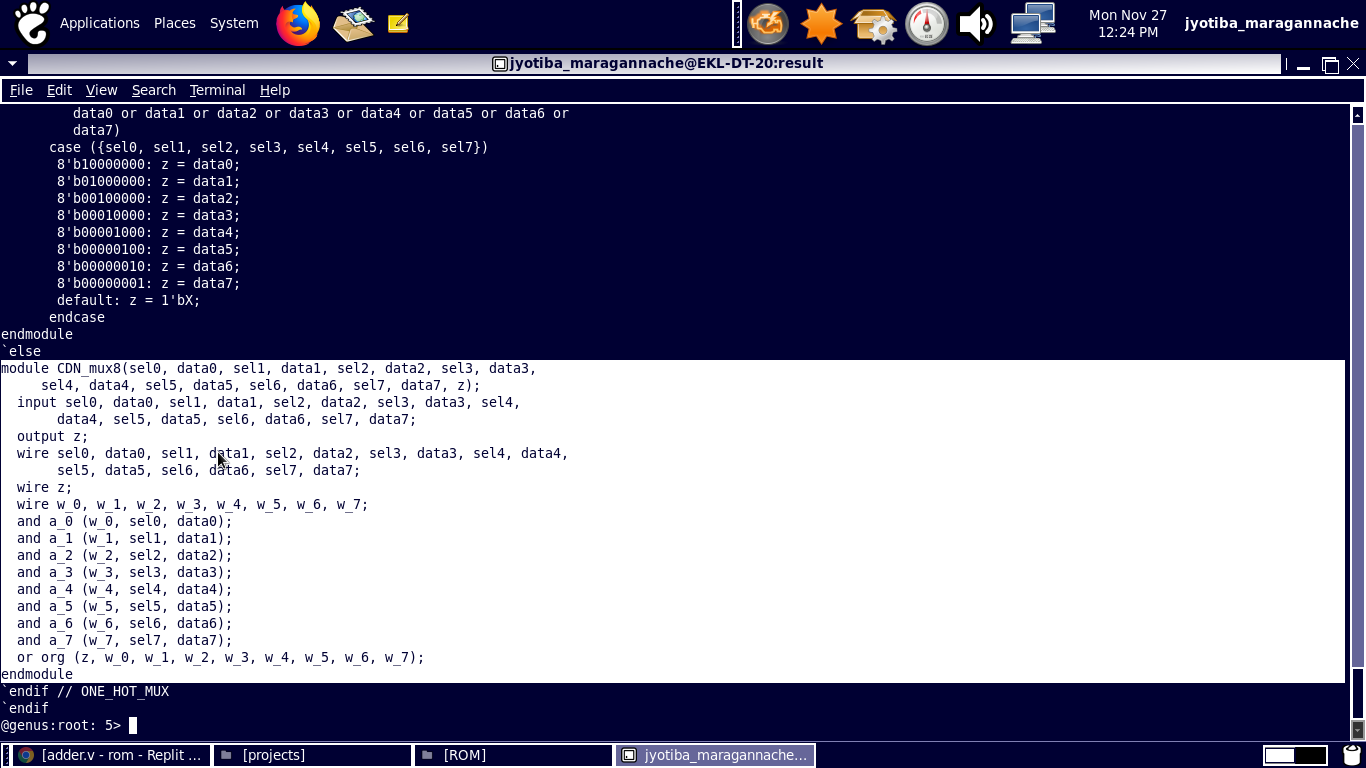 Applications Places System
Mon Nov 27
12:24 PM
jyotiba_maragannache
jyotiba_maragannache@EKL-DT-20:result
File Edit View Search Terminal Help
         data0 or data1 or data2 or data3 or data4 or data5 or data6 or
         data7)
      case ({sel0, sel1, sel2, sel3, sel4, sel5, sel6, sel7})
       8'b10000000: z = data0;
       8'b01000000: z = data1;
       8'b00100000: z = data2;
       8'b00010000: z = data3;
       8'b00001000: z = data4;
       8'b00000100: z = data5;
       8'b00000010: z = data6;
       8'b00000001: z = data7;
       default: z = 1'bX;
      endcase
endmodule
`else
module CDN_mux8(sel0, data0, sel1, data1, sel2, data2, sel3, data3,
     sel4, data4, sel5, data5, sel6, data6, sel7, data7, z);
  input sel0, data0, sel1, data1, sel2, data2, sel3, data3, sel4,
       data4, sel5, data5, sel6, data6, sel7, data7;
  output z;
  wire sel0, data0, sel1, data1, sel2, data2, sel3, data3, sel4, data4,
       sel5, data5, sel6, data6, sel7, data7;
  wire z;
  wire w_0, w_1, w_2, w_3, w_4, w_5, w_6, w_7;
  and a_0 (w_0, sel0, data0);
  and a_1 (w_1, sel1, data1);
  and a_2 (w_2, sel2, data2);
  and a_3 (w_3, sel3, data3);
  and a_4 (w_4, sel4, data4);
  and a_5 (w_5, sel5, data5);
  and a_6 (w_6, sel6, data6);
  and a_7 (w_7, sel7, data7);
  or org (z, w_0, w_1, w_2, w_3, w_4, w_5, w_6, w_7);
endmodule
`endif // ONE_HOT_MUX
`endif
@genus:root: 5>
[adder.v - rom - Replit ... [projects] [ROM] jyotiba_maragannache...